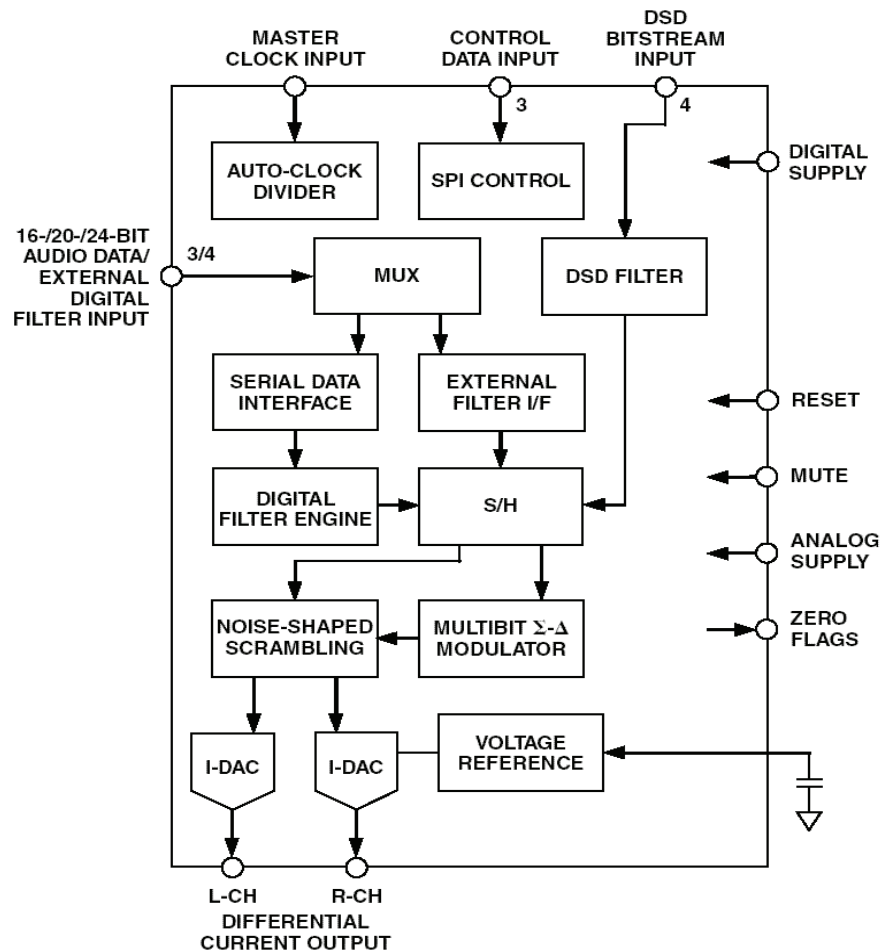 MASTER
CLOCK INPUT
CONTROL
DATA INPUT
DSD
BITSTREAM
INPUT
3
4
AUTO-CLOCK
DIVIDER
SPI CONTROL
DIGITAL
SUPPLY
16-/20-/24-BIT
AUDIO DATA/
EXTERNAL
DIGITAL
FILTER INPUT
3/4
MUX
DSD FILTER
SERIAL DATA
INTERFACE
EXTERNAL
FILTER I/F
RESET
DIGITAL
FILTER ENGINE
S/H
MUTE
ANALOG
SUPPLY
NOISE-SHAPED
SCRAMBLING
MULTIBIT Σ-Δ
MODULATOR
ZERO
FLAGS
I-DAC
I-DAC
VOLTAGE
REFERENCE
L-CH
R-CH
DIFFERENTIAL
CURRENT OUTPUT